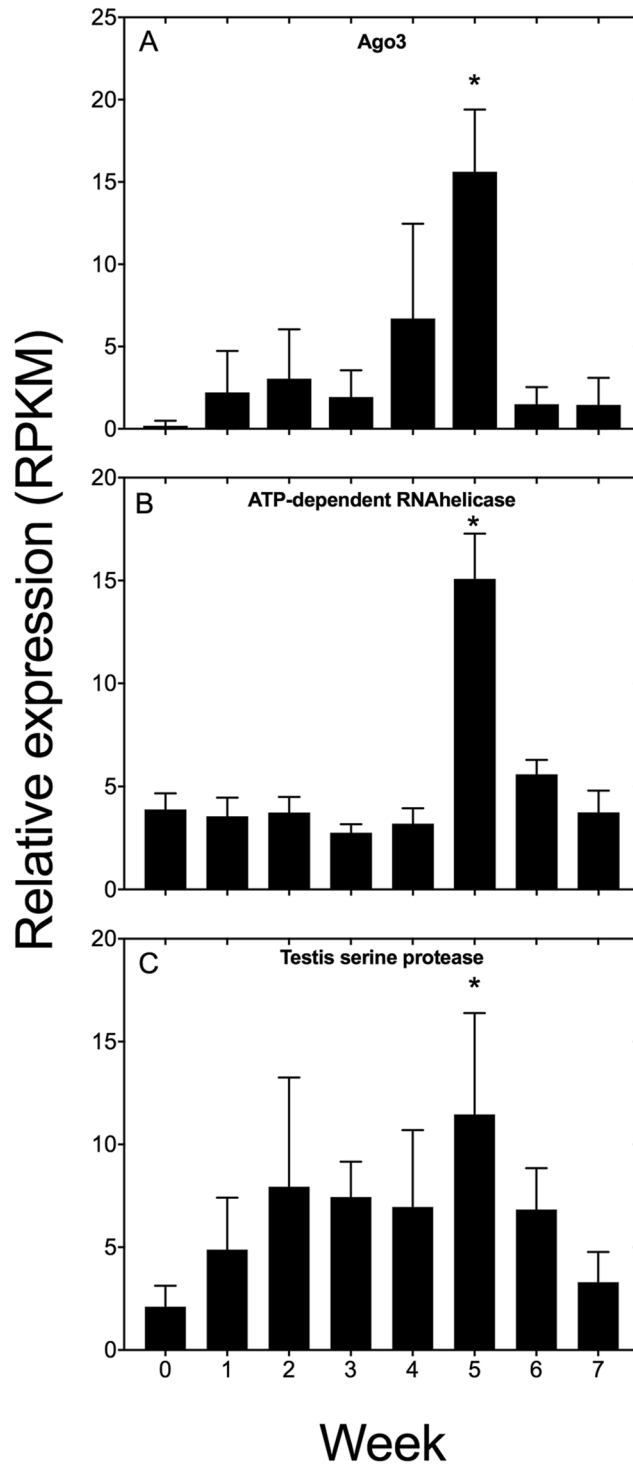 Relative expression (RPKM)
A
Ago3
*
25
20
15
10
5
0
B
ATP-dependent RNAhelicase
*
20
15
10
5
0
C
Testis serine protease
*
20
15
10
5
0
0 1 2 3 4 5 6 7
Week